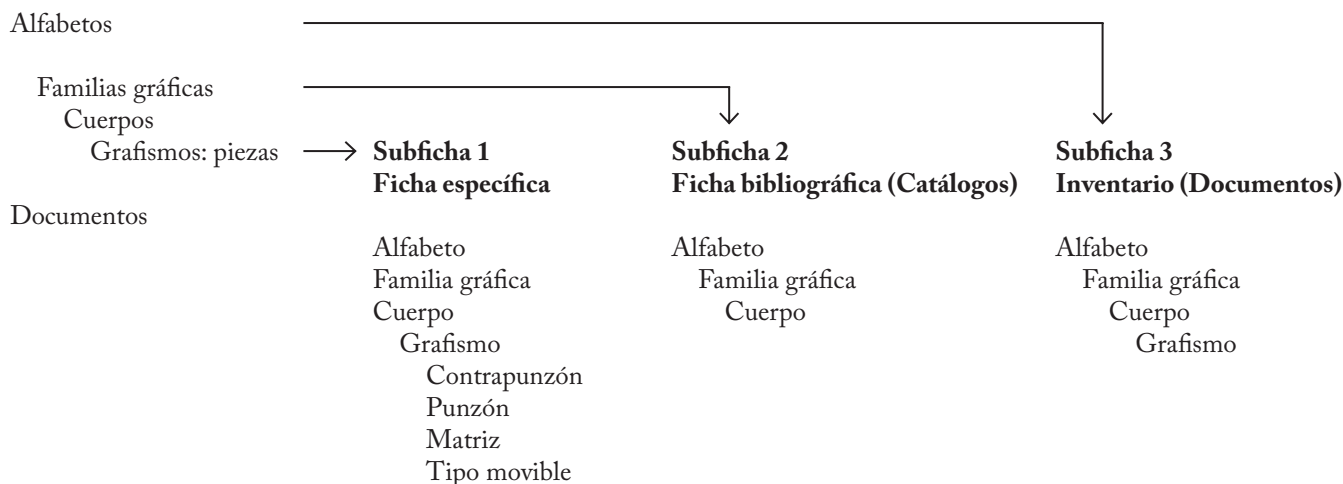 Alfabetos
Familias gráficas
Cuerpos
Grafismos: piezas
Documentos
Subficha 1
Ficha específica
Alfabeto
Familia gráfica
Cuerpo
Grafismo
Contrapunzón
Punzón
Matriz
Tipo movible
Subficha 2
Ficha bibliográfica (Catálogos)
Alfabeto
Familia gráfica
Cuerpo
Subficha 3
Inventario (Documentos)
Alfabeto
Familia gráfica
Cuerpo
Grafismo